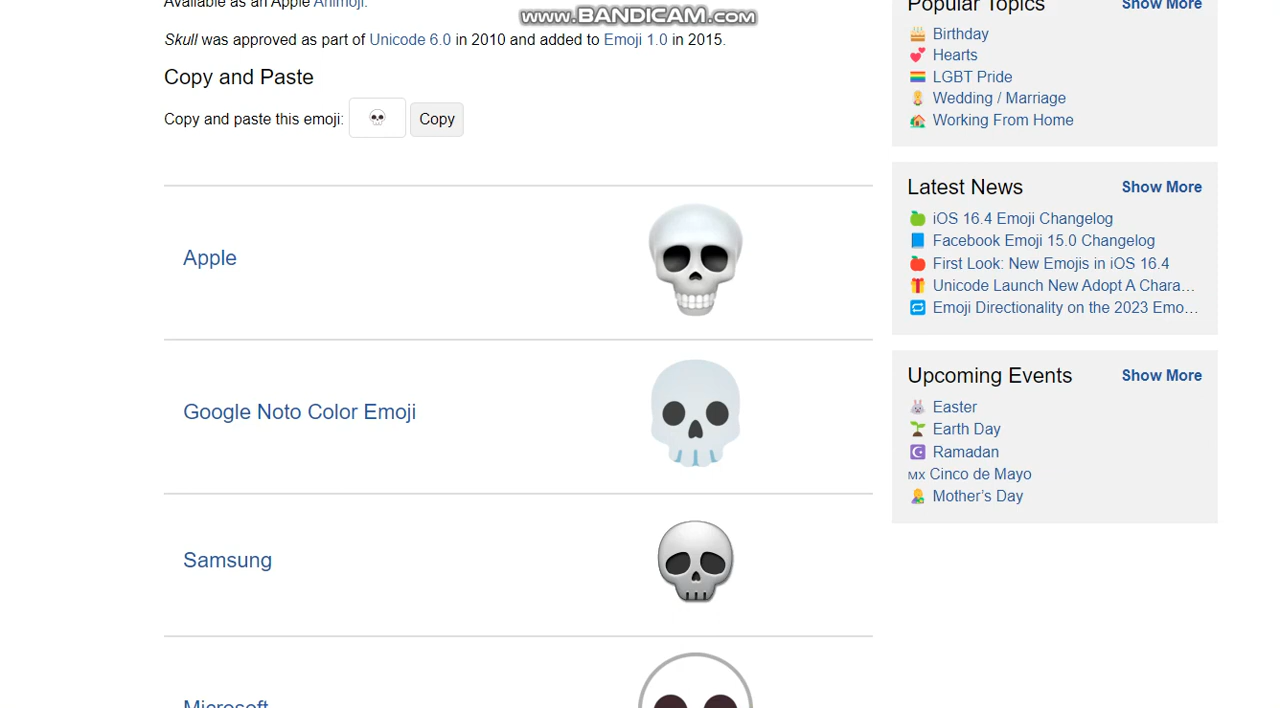 Available as an Apple Animoji.
www.BANDICAM.com
Skull was approved as part of Unicode 6.0 in 2010 and added to Emoji 1.0 in 2015.
Copy and Paste
Copy and paste this emoji: 💀 Copy
Apple
Google Noto Color Emoji
Samsung
Microsoft
Popular Topics Show More
Birthday
Hearts
LGBT Pride
Wedding / Marriage
Working From Home
Latest News Show More
iOS 16.4 Emoji Changelog
Facebook Emoji 15.0 Changelog
First Look: New Emojis in iOS 16.4
Unicode Launch New Adopt A Chara...
Emoji Directionality on the 2023 Emo...
Upcoming Events Show More
Easter
Earth Day
Ramadan
MX Cinco de Mayo
Mother’s Day